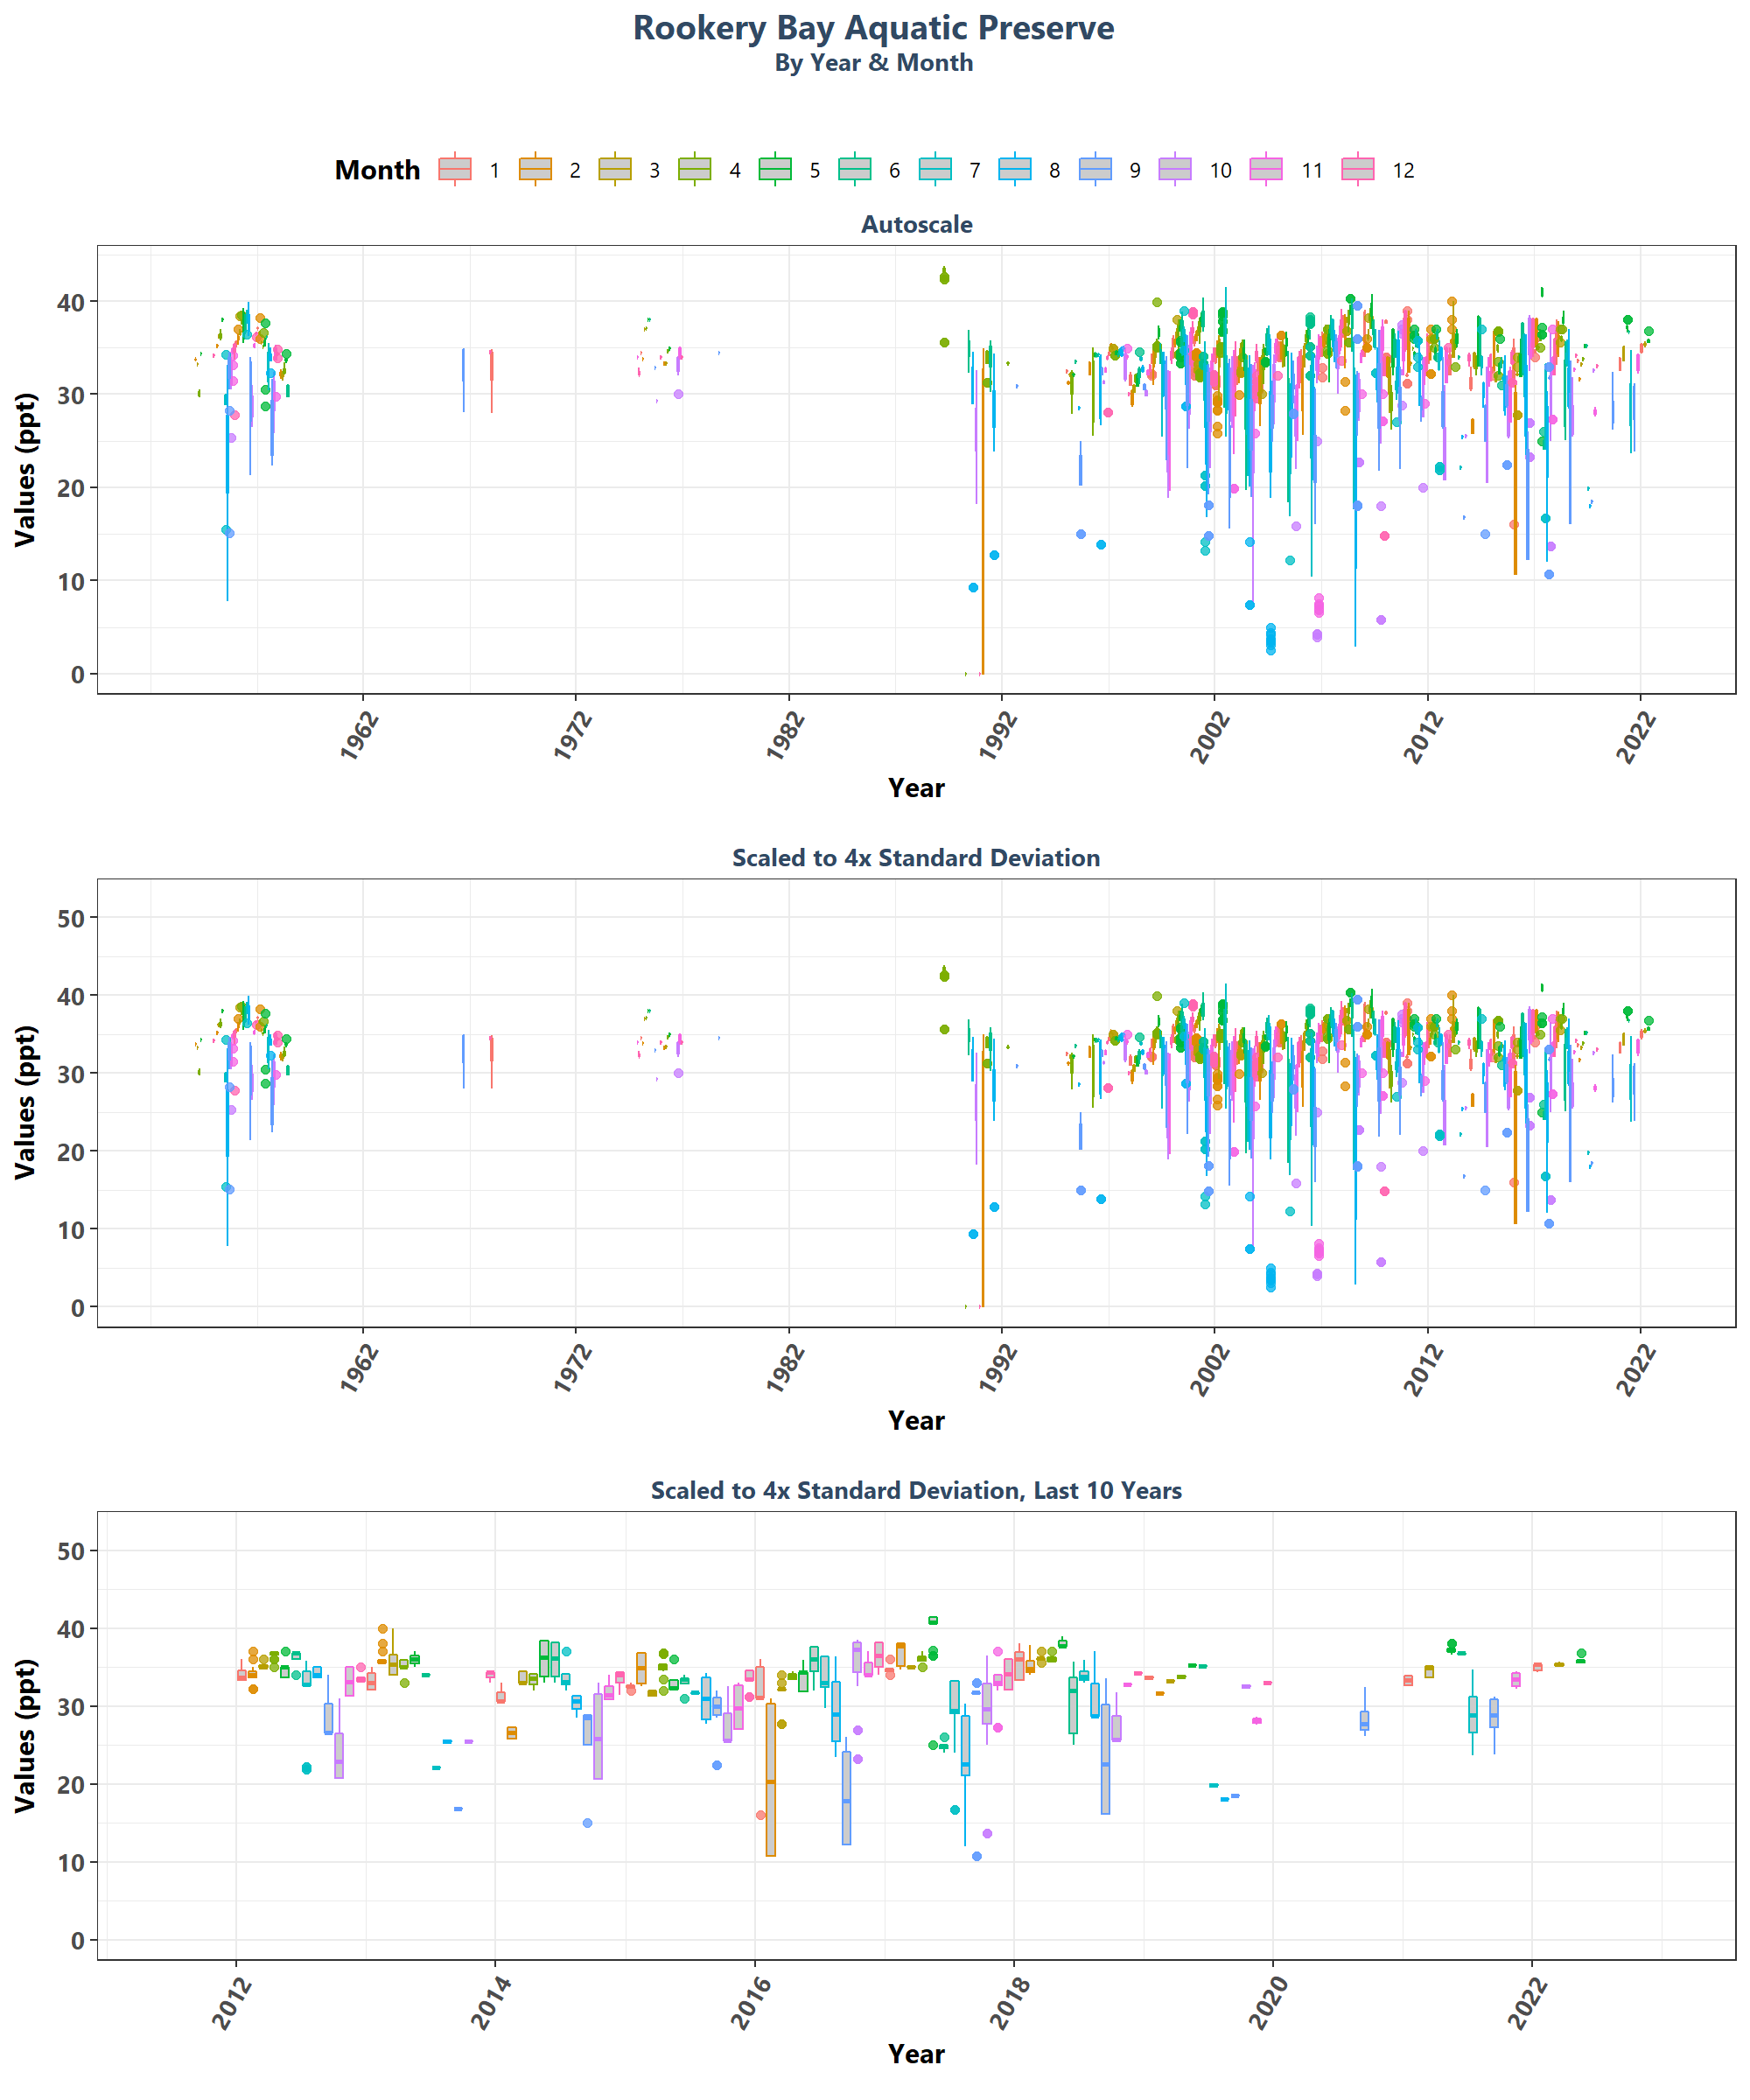 Rookery Bay Aquatic Preserve
By Year & Month
Month 1 2 3 4 5 6 7 8 9 10 11 12
Autoscale
Values (ppt)
40
30
20
10
0
1962 1972 1982 1992 2002 2012 2022
Year
Scaled to 4x Standard Deviation
Values (ppt)
50
40
30
20
10
0
1962 1972 1982 1992 2002 2012 2022
Year
Scaled to 4x Standard Deviation, Last 10 Years
Values (ppt)
50
40
30
20
10
0
2012 2014 2016 2018 2020 2022
Year